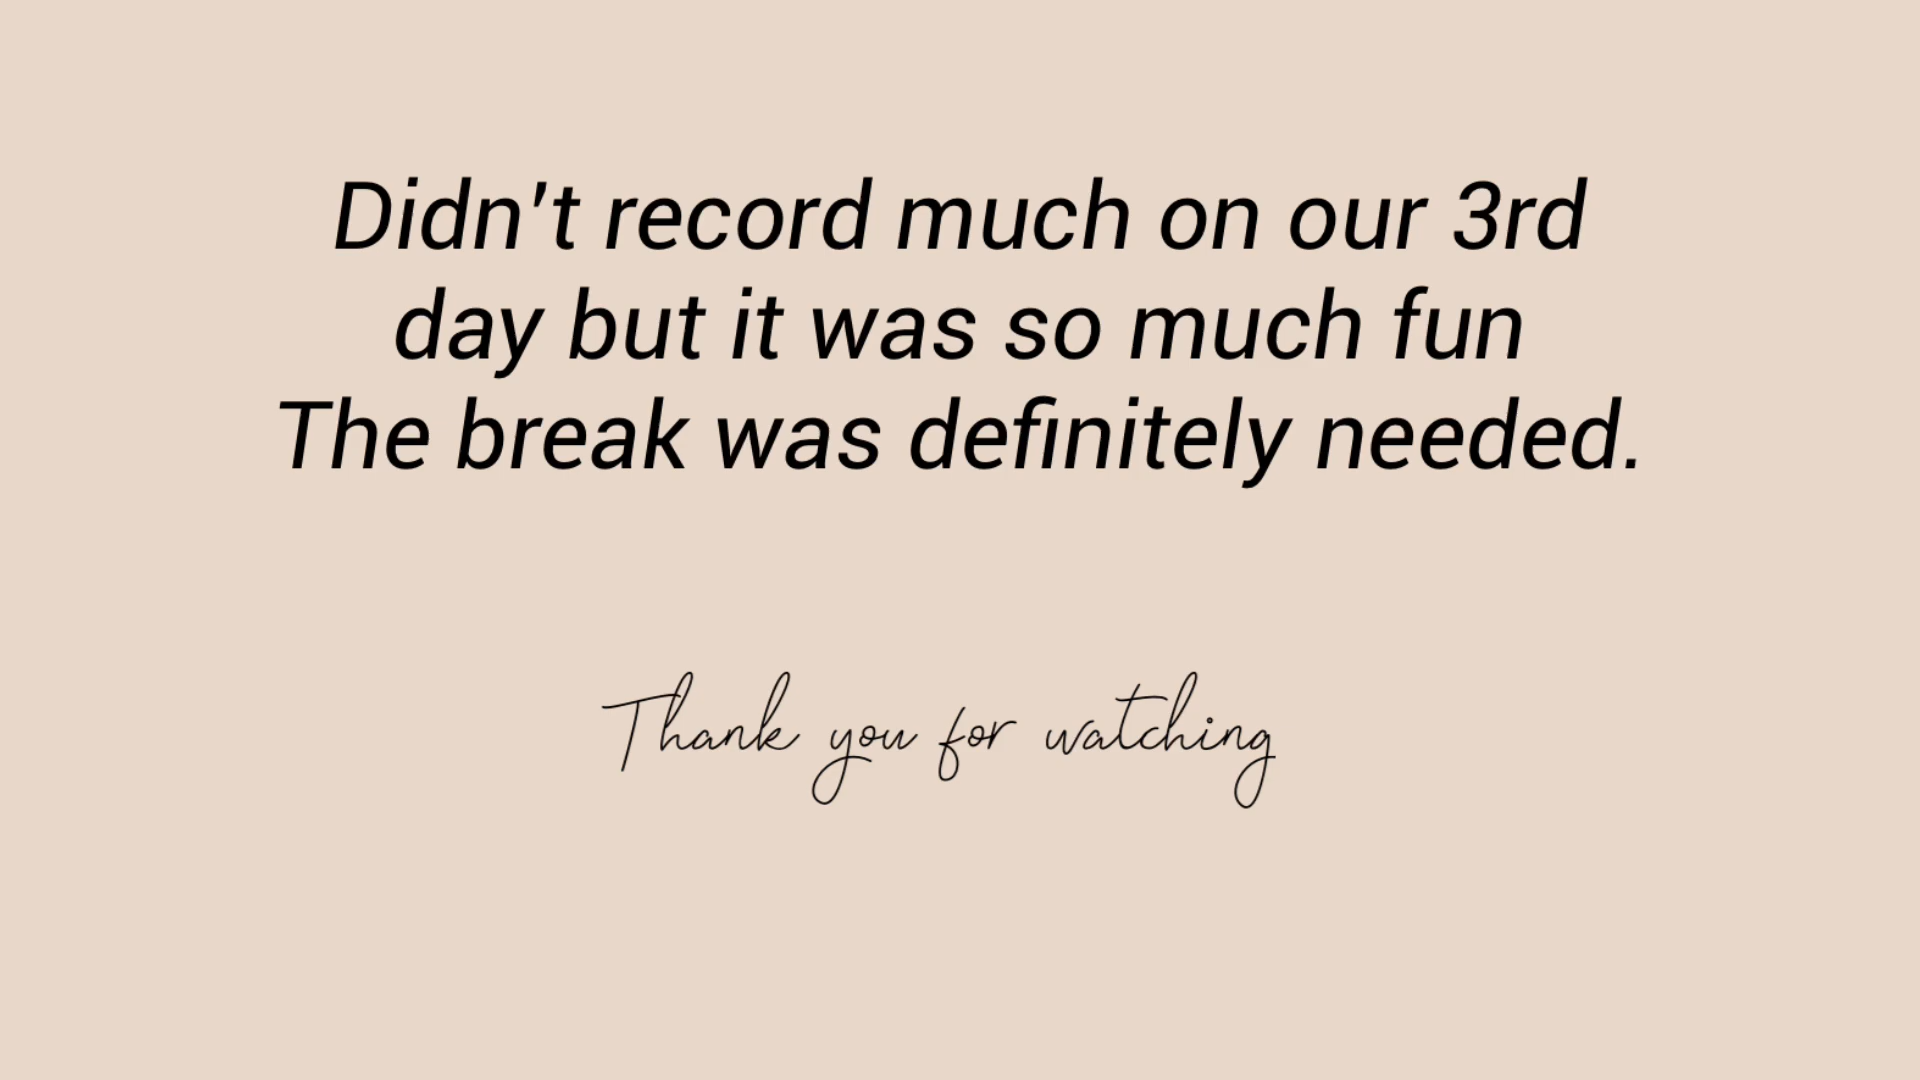 Didn't record much on our 3rd
day but it was so much fun
The break was definitely needed.
Thank you for watching